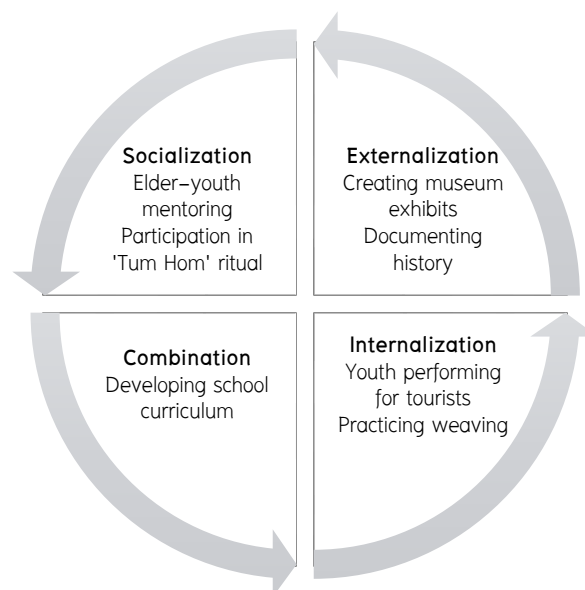 Socialization
Elder-youth
mentoring
Participation in
'Tum Hom' ritual
Externalization
Creating museum
exhibits
Documenting
history
Combination
Developing school
curriculum
Internalization
Youth performing
for tourists
Practicing weaving